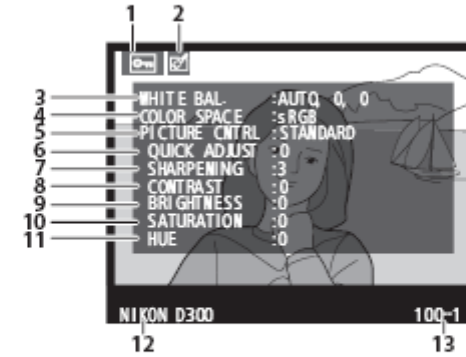 1 2
3 WHITE BAL. :AUTO, 0, 0
4 COLOR SPACE :sRGB
5 PICTURE CNTRL :STANDARD
6 QUICK ADJUST :0
7 SHARPENING :3
8 CONTRAST :0
9 BRIGHTNESS :0
10 SATURATION :0
11 HUE :0
NIKON D300 100-1
12 13